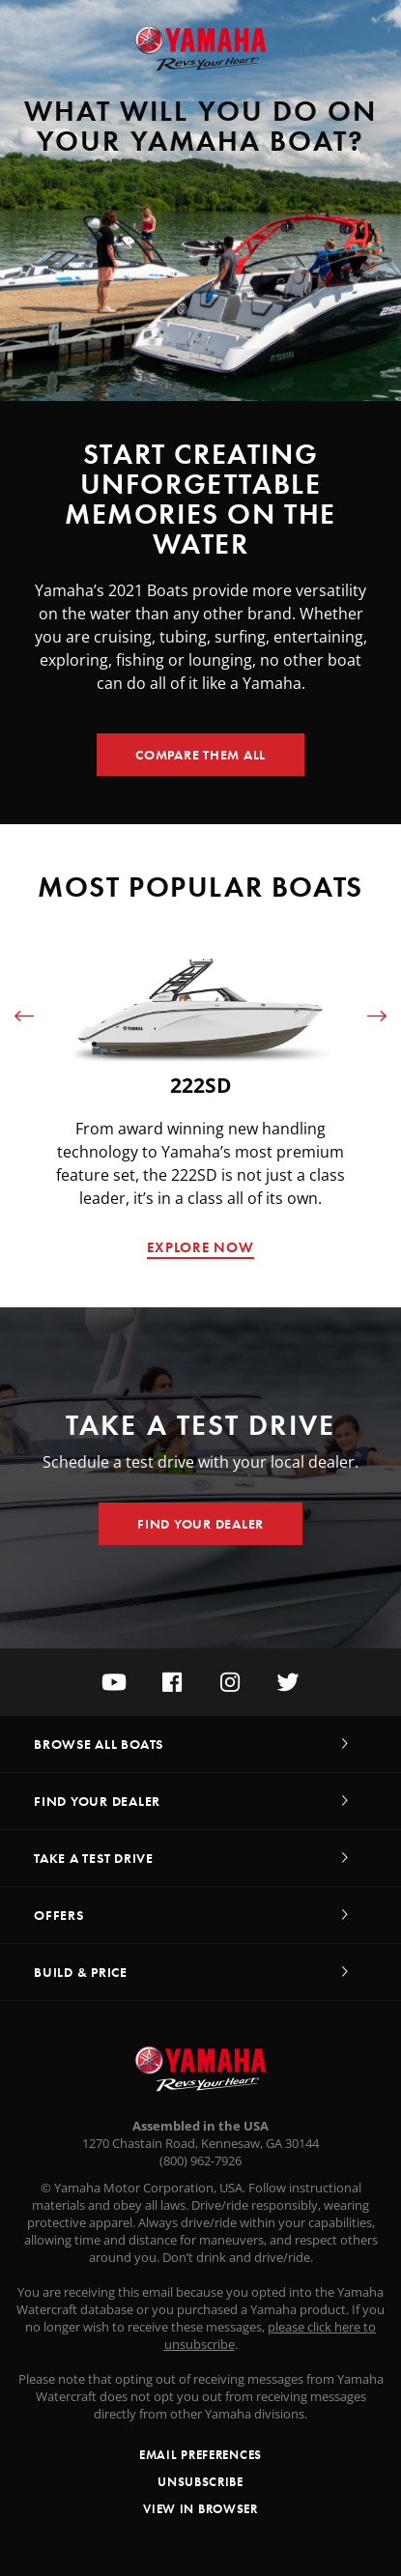 YAMAHA
Revs Your Heart
WHAT WILL YOU DO ON
YOUR YAMAHA BOAT?
YAMAHA
START CREATING
UNFORGETTABLE
MEMORIES ON THE
WATER
Yamaha’s 2021 Boats provide more versatility
on the water than any other brand. Whether
you are cruising, tubing, surfing, entertaining,
exploring, fishing or lounging, no other boat
can do all of it like a Yamaha.
COMPARE THEM ALL
MOST POPULAR BOATS
YAMAHA
222SD
From award winning new handling
technology to Yamaha’s most premium
feature set, the 222SD is not just a class
leader, it’s in a class all of its own.
EXPLORE NOW
TAKE A TEST DRIVE
Schedule a test drive with your local dealer.
FIND YOUR DEALER
BROWSE ALL BOATS
FIND YOUR DEALER
TAKE A TEST DRIVE
OFFERS
BUILD & PRICE
YAMAHA
Revs Your Heart
Assembled in the USA
1270 Chastain Road, Kennesaw, GA 30144
(800) 962-7926
© Yamaha Motor Corporation, USA. Follow instructional
materials and obey all laws. Drive/ride responsibly, wearing
protective apparel. Always drive/ride within your capabilities,
allowing time and distance for maneuvers, and respect others
around you. Don’t drink and drive/ride.
You are receiving this email because you opted into the Yamaha
Watercraft database or you purchased a Yamaha product. If you
no longer wish to receive these messages, please click here to
unsubscribe.
Please note that opting out of receiving messages from Yamaha
Watercraft does not opt you out from receiving messages
directly from other Yamaha divisions.
EMAIL PREFERENCES
UNSUBSCRIBE
VIEW IN BROWSER